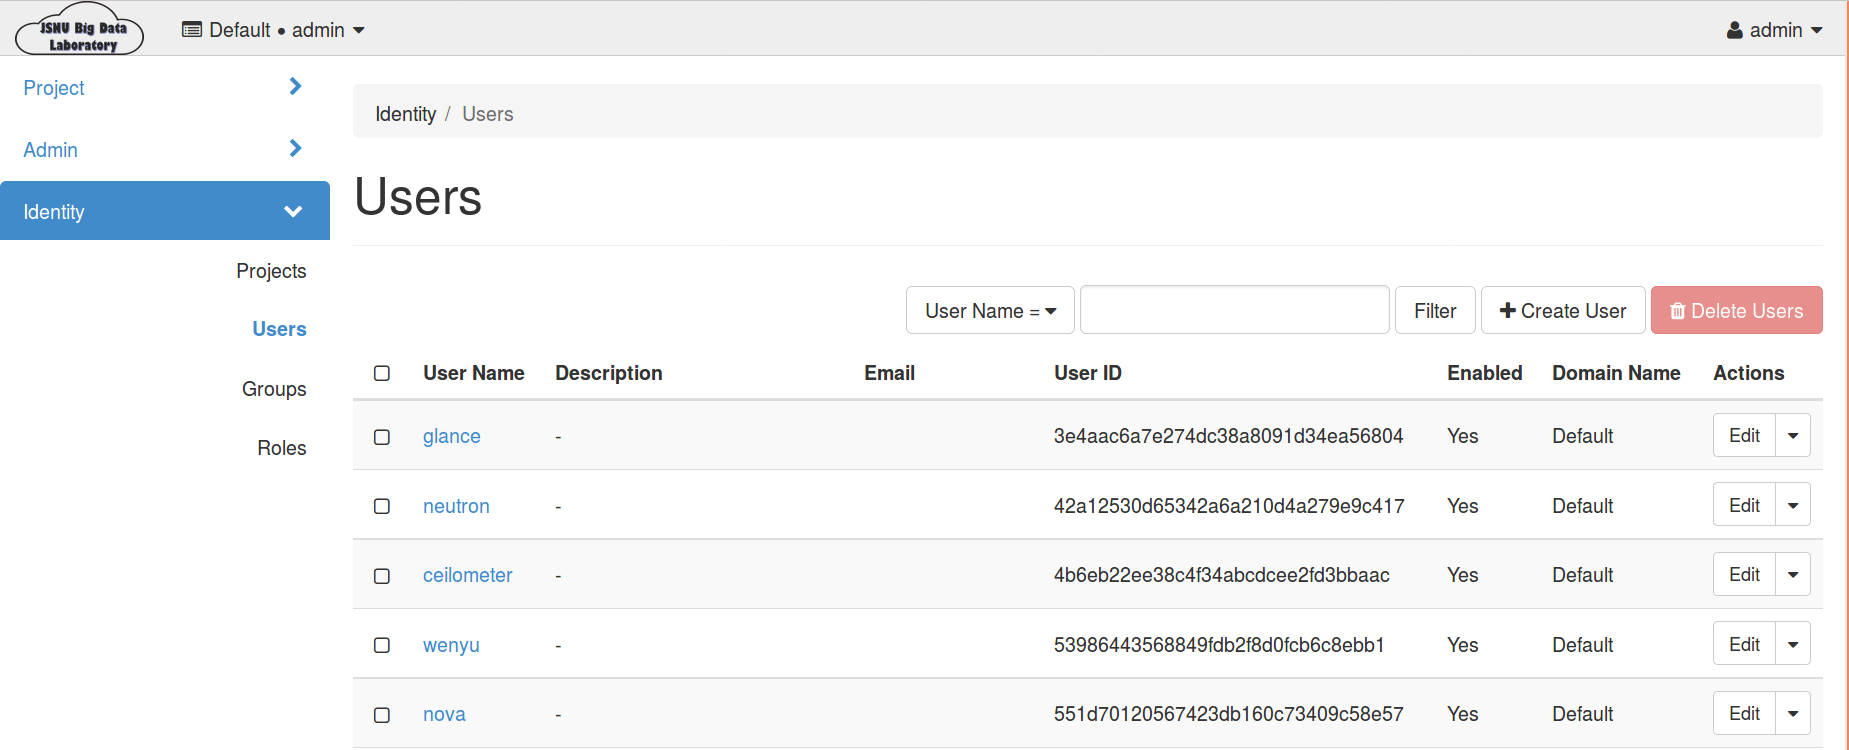 JSNU Big Data
Laboratory
Default • admin
admin
Project
Admin
Identity
Projects
Users
Groups
Roles
Identity / Users
Users
User Name =
Filter
Create User
Delete Users
User Name Description Email User ID Enabled Domain Name Actions
glance - 3e4aac6a7e274dc38a8091d34ea56804 Yes Default Edit
neutron - 42a12530d65342a6a210d4a279e9c417 Yes Default Edit
ceilometer - 4b6eb22ee38c4f34abcdcee2fd3bbaac Yes Default Edit
wenyu - 53986443568849fdb2f8d0fcb6c8ebb1 Yes Default Edit
nova - 551d70120567423db160c73409c58e57 Yes Default Edit